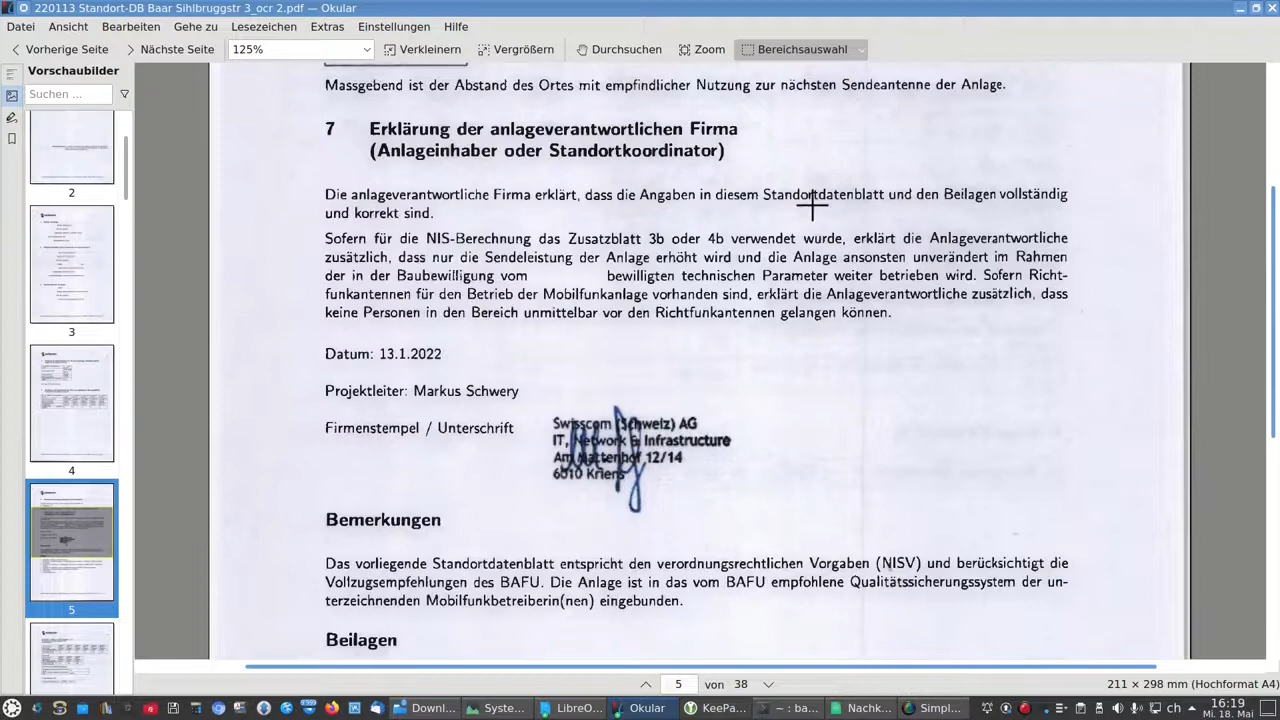 220113 Standort-DB Baar Sihlbruggstr 3_ocr 2.pdf — Okular
Datei Ansicht Bearbeiten Gehe zu Lesezeichen Extras Einstellungen Hilfe
Vorherige Seite Nächste Seite 125% Verkleinern Vergrößern Durchsuchen Zoom Bereichsauswahl
Vorschaubilder
Suchen ...
2
3
4
5
Massgebend ist der Abstand des Ortes mit empfindlicher Nutzung zur nächsten Sendeantenne der Anlage.
7 Erklärung der anlageverantwortlichen Firma
(Anlageinhaber oder Standortkoordinator)
Die anlageverantwortliche Firma erklärt, dass die Angaben in diesem Standortdatenblatt und den Beilagen vollständig
und korrekt sind.
Sofern für die NIS-Berechnung das Zusatzblatt 3b oder 4b verwendet wurde, erklärt die Anlageverantwortliche
zusätzlich, dass nur die Sendeleistung der Anlage erhöht wird und die Anlage ansonsten unverändert im Rahmen
der in der Baubewilligung vom bewilligten technischen Parameter weiter betrieben wird. Sofern Richt-
funkantennen für den Betrieb der Mobilfunkanlage vorhanden sind, erklärt die Anlageverantwortliche zusätzlich, dass
keine Personen in den Bereich unmittelbar vor den Richtfunkantennen gelangen können.
Datum: 13.1.2022
Projektleiter: Markus Schwery
Firmenstempel / Unterschrift
Swisscom (Schweiz) AG
IT, Network & Infrastructure
Am Mattenhof 12/14
6010 Kriens
Bemerkungen
Das vorliegende Standortdatenblatt entspricht den verordnungsrechtlichen Vorgaben (NISV) und berücksichtigt die
Vollzugsempfehlungen des BAFU. Die Anlage ist in das vom BAFU empfohlene Qualitätssicherungssystem der un-
terzeichnenden Mobilfunkbetreiberin(nen) eingebunden.
Beilagen
5 von 38
211 × 298 mm (Hochformat A4)
Downl... Syste... LibreO... Okular KeePa... ~ : ba... Nachk... Simpl... ch 16:19
Mi. 18. Mai